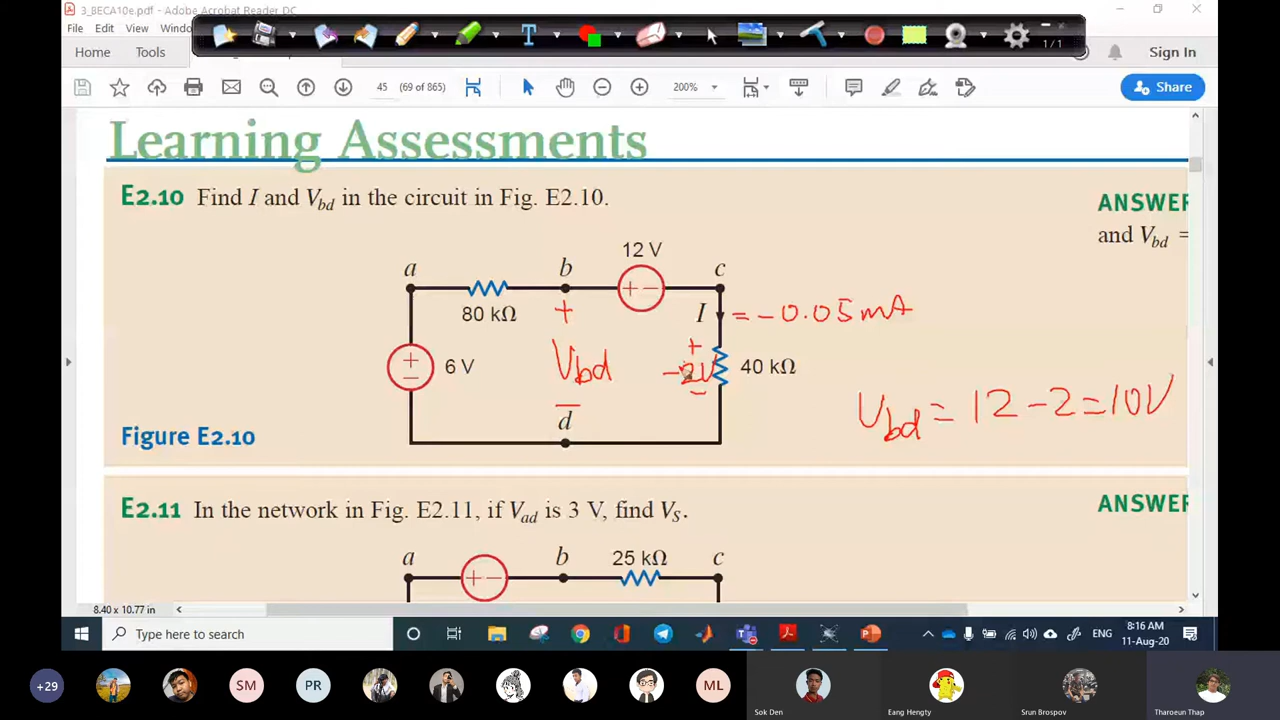 3_BECA10e.pdf - Adobe Acrobat Reader DC
File Edit View Windo
1/1
Home Tools
Sign In
45 (69 of 865) 200% Share
Learning Assessments
E2.10 Find I and Vbd in the circuit in Fig. E2.10.
ANSWER
and Vbd =
12 V
a b c
+ -
80 kΩ + I = -0.05mA
+
+ - 6 V Vbd -2V 40 kΩ
-
Vbd = 12 - 2 = 10V
- d
Figure E2.10
E2.11 In the network in Fig. E2.11, if Vad is 3 V, find VS.
ANSWER
a b 25 kΩ c
+ -
8.40 x 10.77 in
Type here to search
ENG
8:16 AM
11-Aug-20
+29 SM PR ML
Sok Den Eang Hengty Srun Brospov Tharoeun Thap